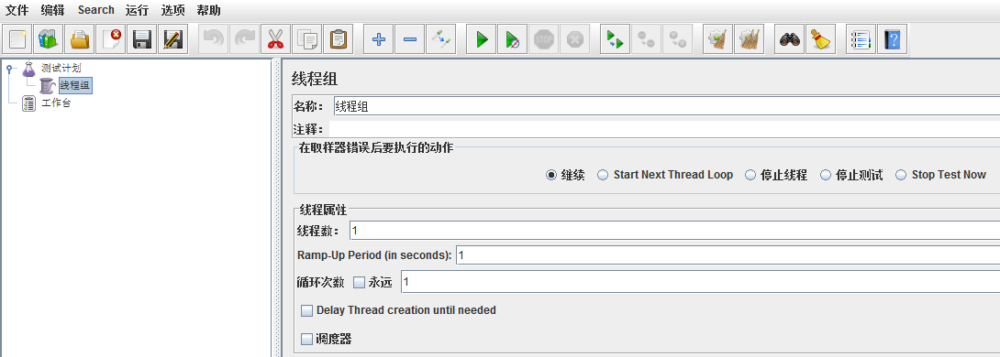 文件 编辑 Search 运行 选项 帮助
STOP
测试计划
线程组
工作台
线程组
名称： 线程组
注释：
在取样器错误后要执行的动作
继续 Start Next Thread Loop 停止线程 停止测试 Stop Test Now
线程属性
线程数： 1
Ramp-Up Period (in seconds): 1
循环次数 永远 1
Delay Thread creation until needed
调度器